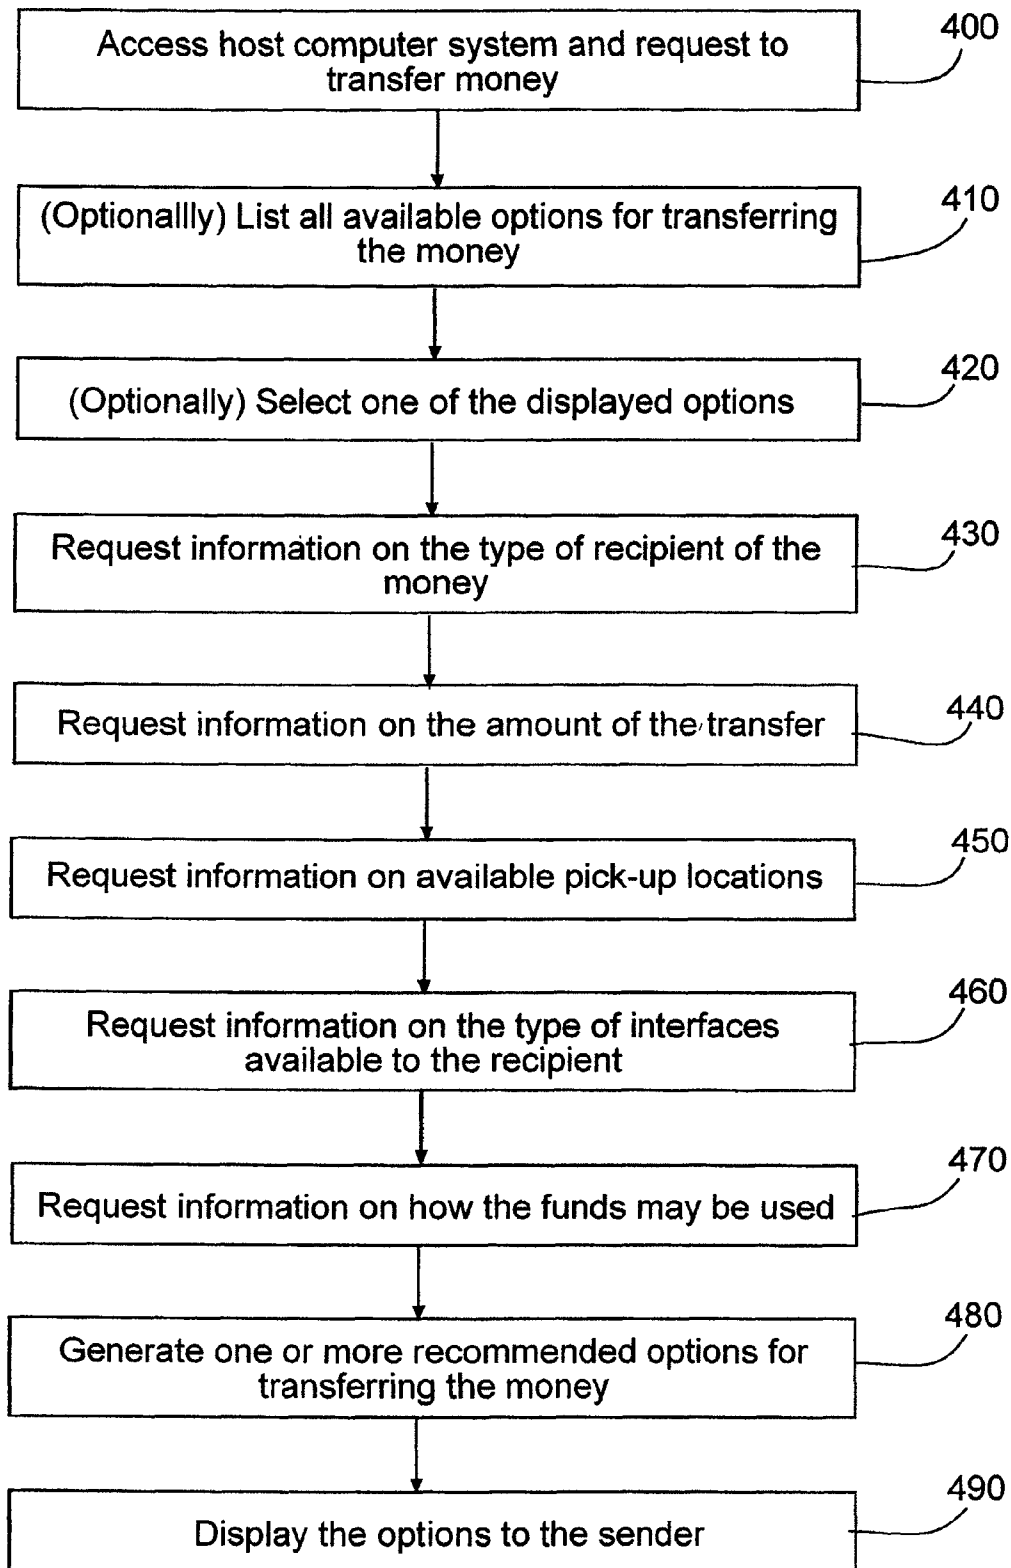 Access host computer system and request to
transfer money
400
(Optionallly) List all available options for transferring
the money
410
(Optionally) Select one of the displayed options
420
Request information on the type of recipient of the
money
430
Request information on the amount of the transfer
440
Request information on available pick-up locations
450
Request information on the type of interfaces
available to the recipient
460
Request information on how the funds may be used
470
Generate one or more recommended options for
transferring the money
480
Display the options to the sender
490